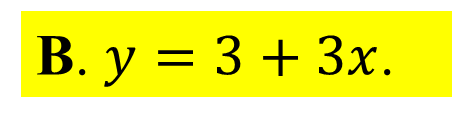 B. y = 3 + 3x.